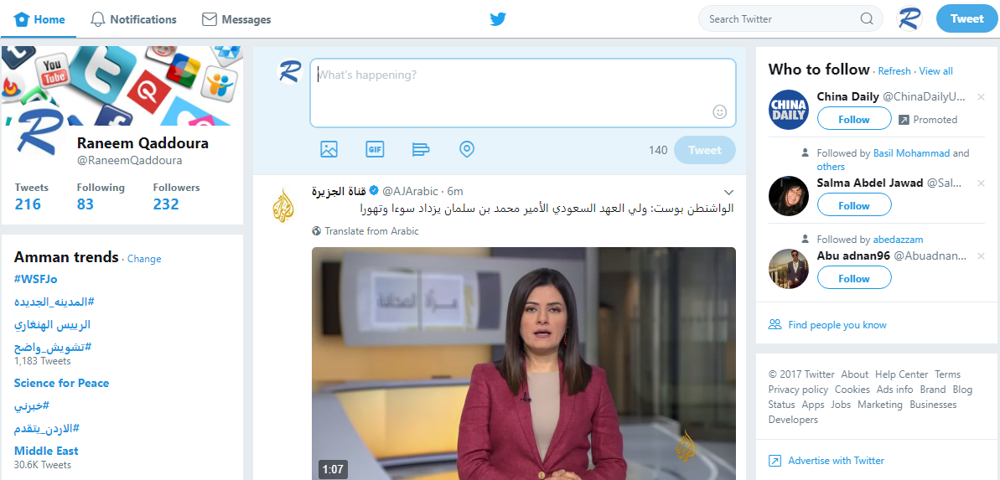 Home
Notifications
Messages
Search Twitter
Tweet
You
Tube
Raneem Qaddoura
@RaneemQaddoura
Tweets Following Followers
216 83 232
Amman trends · Change
#WSFJo
#المدينه_الجديده
الرييس الهنغاري
#تشويش_واضح
1,183 Tweets
Science for Peace
#خبرني
#الاردن_يتقدم
Middle East
30.6K Tweets
What's happening?
GIF
140
Tweet
قناة الجزيرة @AJArabic · 6m
الواشنطن بوست: ولي العهد السعودي الأمير محمد بن سلمان يزداد سوءا وتهورا
Translate from Arabic
مرآة الصحافة
1:07
Who to follow · Refresh · View all
CHINA
DAILY
China Daily @ChinaDailyU...
Follow
Promoted
Followed by Basil Mohammad and
others
Salma Abdel Jawad @Sal...
Follow
Followed by abedazzam
Abu adnan96 @Abuadnan...
Follow
Find people you know
© 2017 Twitter About Help Center Terms
Privacy policy Cookies Ads info Brand Blog
Status Apps Jobs Marketing Businesses
Developers
Advertise with Twitter